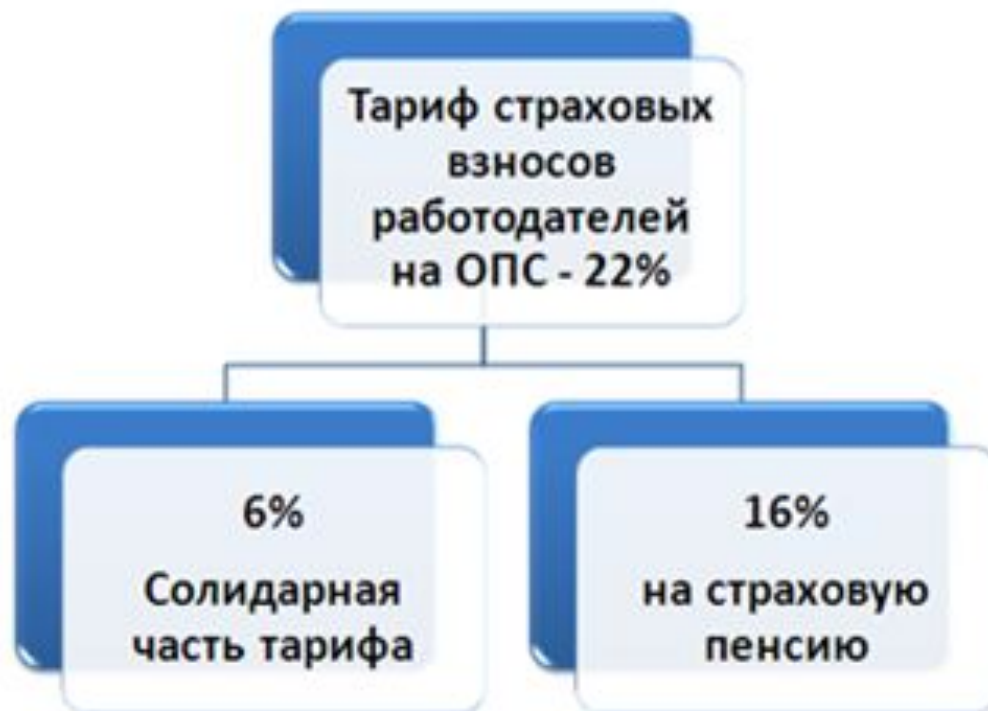 Тариф страховых
взносов
работодателей
на ОПС - 22%
6%
Солидарная
часть тарифа
16%
на страховую
пенсию